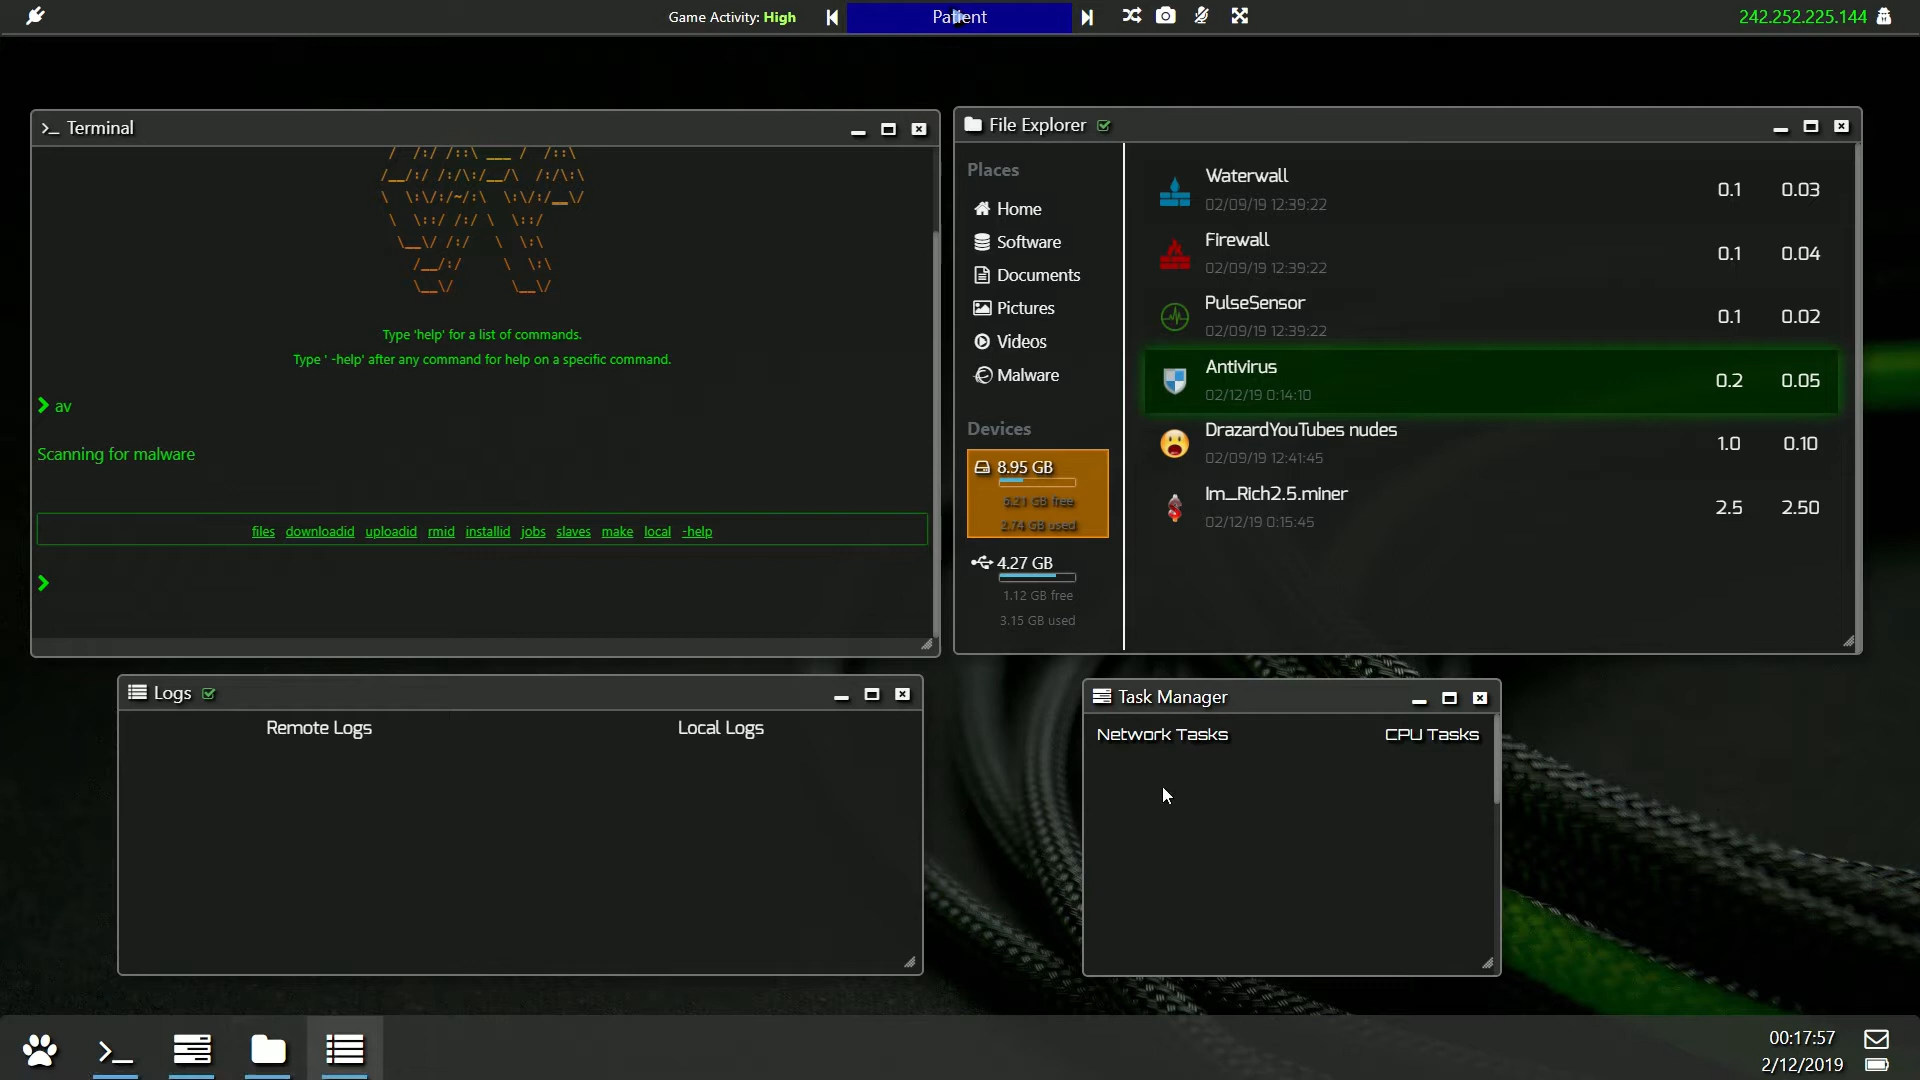 Game Activity: High
Patient
242.252.225.144
Terminal
Type 'help' for a list of commands.
Type ' -help' after any command for help on a specific command.
av
Scanning for malware
files downloadid uploadid rmid installid jobs slaves make local -help
File Explorer
Places
Home
Software
Documents
Pictures
Videos
Malware
Devices
8.95 GB
6.21 GB free
2.74 GB used
4.27 GB
1.12 GB free
3.15 GB used
Waterwall 0.1 0.03
02/09/19 12:39:22
Firewall 0.1 0.04
02/09/19 12:39:22
PulseSensor 0.1 0.02
02/09/19 12:39:22
Antivirus 0.2 0.05
02/12/19 0:14:10
DrazardYouTubes nudes 1.0 0.10
02/09/19 12:41:45
Im_Rich2.5.miner 2.5 2.50
02/12/19 0:15:45
Logs
Remote Logs Local Logs
Task Manager
Network Tasks CPU Tasks
00:17:57
2/12/2019